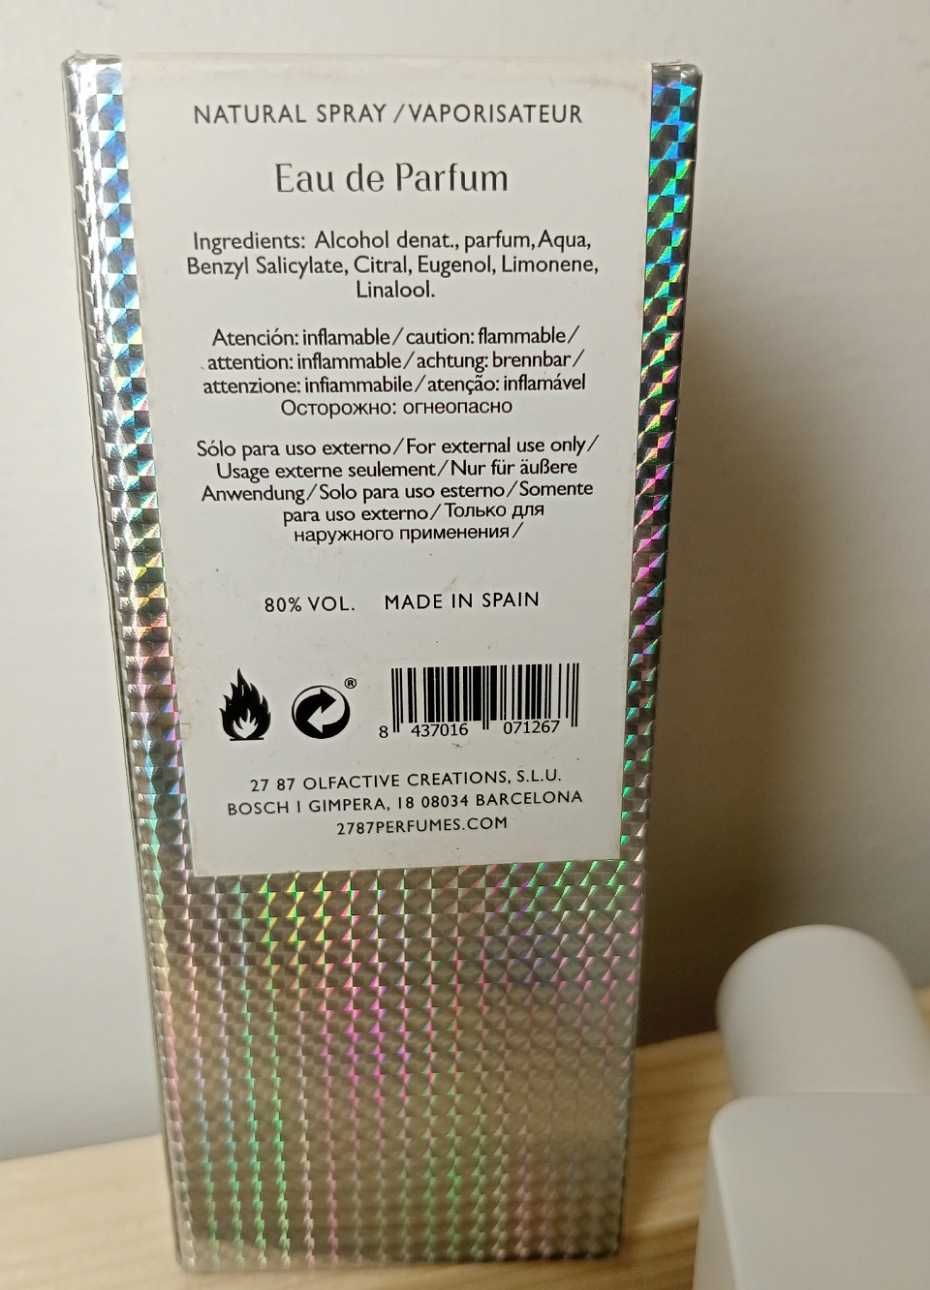 NATURAL SPRAY/VAPORISATEUR
Eau de Parfum
Ingredients: Alcohol denat., parfum, Aqua,
Benzyl Salicylate, Citral, Eugenol, Limonene,
Linalool.
Atención: inflamable/caution: flammable/
attention: inflammable/achtung: brennbar/
attenzione: infiammabile/atenção: inflamável
Осторожно: огнеопасно
Sólo para uso externo/For external use only/
Usage externe seulement/Nur für äußere
Anwendung/Solo para uso esterno/Somente
para uso externo/Только для
наружного применения/
80% VOL. MADE IN SPAIN
®
8 437016 071267
27 87 OLFACTIVE CREATIONS, S.L.U.
BOSCH I GIMPERA, 18 08034 BARCELONA
2787PERFUMES.COM